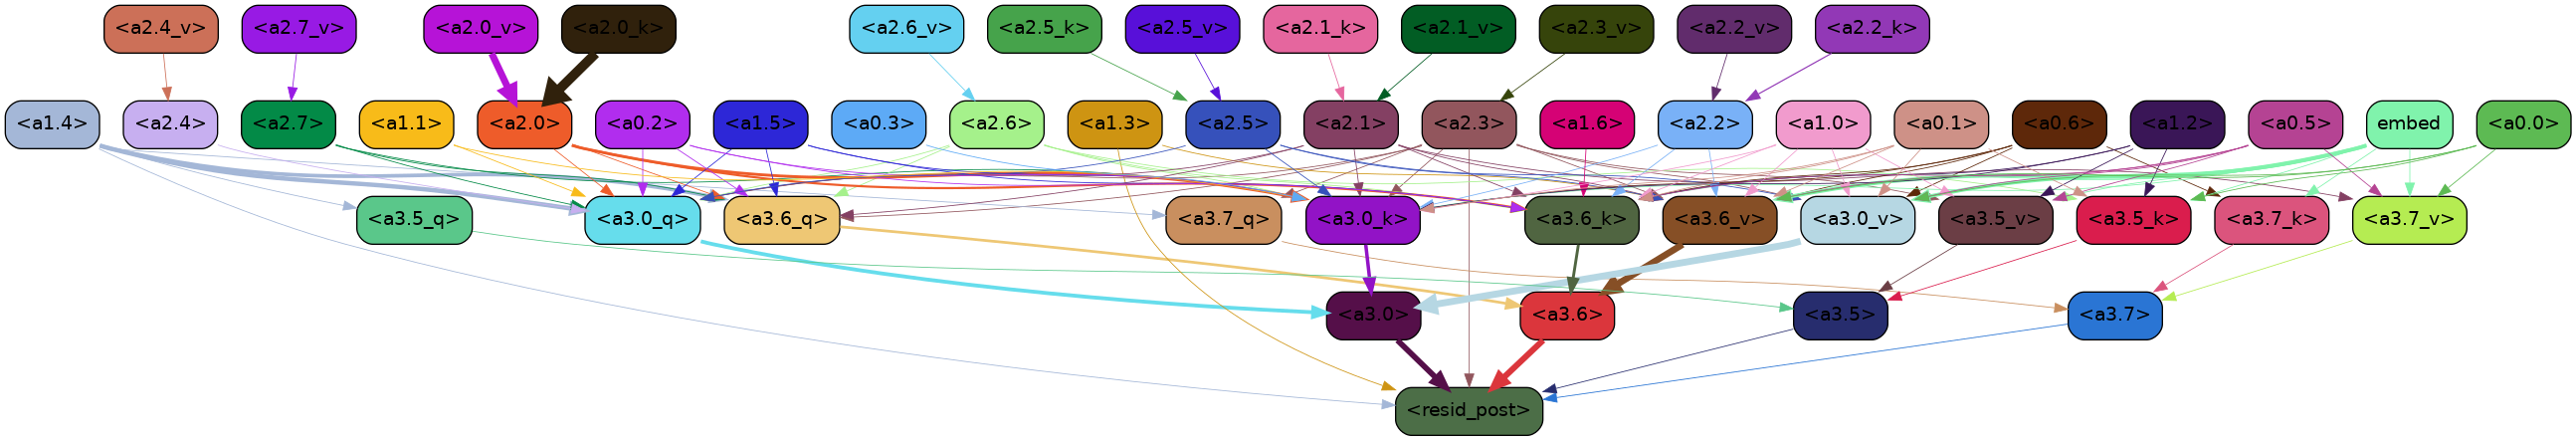 <a2.4_v> <a2.7_v> <a2.0_v> <a2.0_k> <a2.6_v> <a2.5_k> <a2.5_v> <a2.1_k> <a2.1_v> <a2.3_v> <a2.2_v> <a2.2_k>
<a1.4> <a2.4> <a2.7> <a1.1> <a2.0> <a0.2> <a1.5> <a0.3> <a2.6> <a1.3> <a2.5> <a2.1> <a2.3> <a1.6> <a2.2> <a1.0> <a0.1> <a0.6> <a1.2> <a0.5> embed <a0.0>
<a3.5_q> <a3.0_q> <a3.6_q> <a3.7_q> <a3.0_k> <a3.6_k> <a3.6_v> <a3.0_v> <a3.5_v> <a3.5_k> <a3.7_k> <a3.7_v>
<a3.0> <a3.6> <a3.5> <a3.7>
<resid_post>